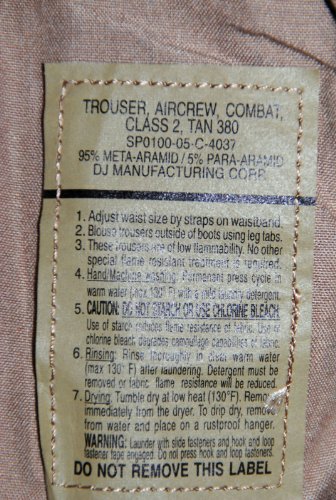 TROUSER, AIRCREW, COMBAT,
CLASS 2, TAN 380
SP0100-05-C-4037
95% META-ARAMID / 5% PARA-ARAMID
DJ MANUFACTURING CORP.
1. Adjust waist size by straps on waistband.
2. Blouse trousers outside of boots using leg tabs.
3. These trousers are of low flammability. No other
special flame resistant treatment is required.
4. Hand/Machine washing: Permanent press cycle in
warm water (max 130° F) with a mild laundry detergent.
5. CAUTION: DO NOT STARCH OR USE CHLORINE BLEACH.
Use of starch reduces flame resistance of fabric. Use of
chlorine bleach degrades camouflage capabilities of fabric.
6. Rinsing: Rinse thoroughly in clear warm water
(max 130° F) after laundering. Detergent must be
removed or fabric flame resistance will be reduced.
7. Drying: Tumble dry at low heat (130°F). Remove
immediately from the dryer. To drip dry, remove
from water and place on a rustproof hanger.
WARNING: Launder with slide fasteners and hook and loop
fastener tape engaged. Do not press hook and loop fasteners.
DO NOT REMOVE THIS LABEL